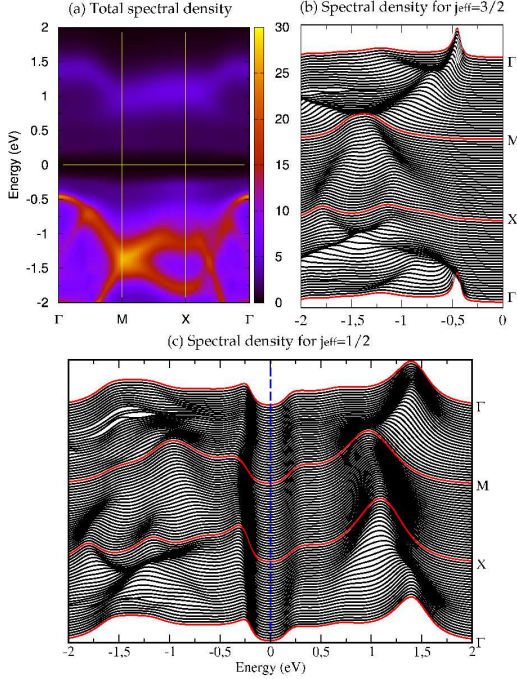 (a) Total spectral density
(b) Spectral density for jeff=3/2
Energy (eV)
2
1.5
1
0.5
0
-0.5
-1
-1.5
-2
Γ M X Γ
30
25
20
15
10
5
0
Γ
M
X
Γ
-2 -1,5 -1 -0,5 0
(c) Spectral density for jeff=1/2
Γ
M
X
Γ
-2 -1,5 -1 -0,5 0 0,5 1 1,5 2
Energy (eV)